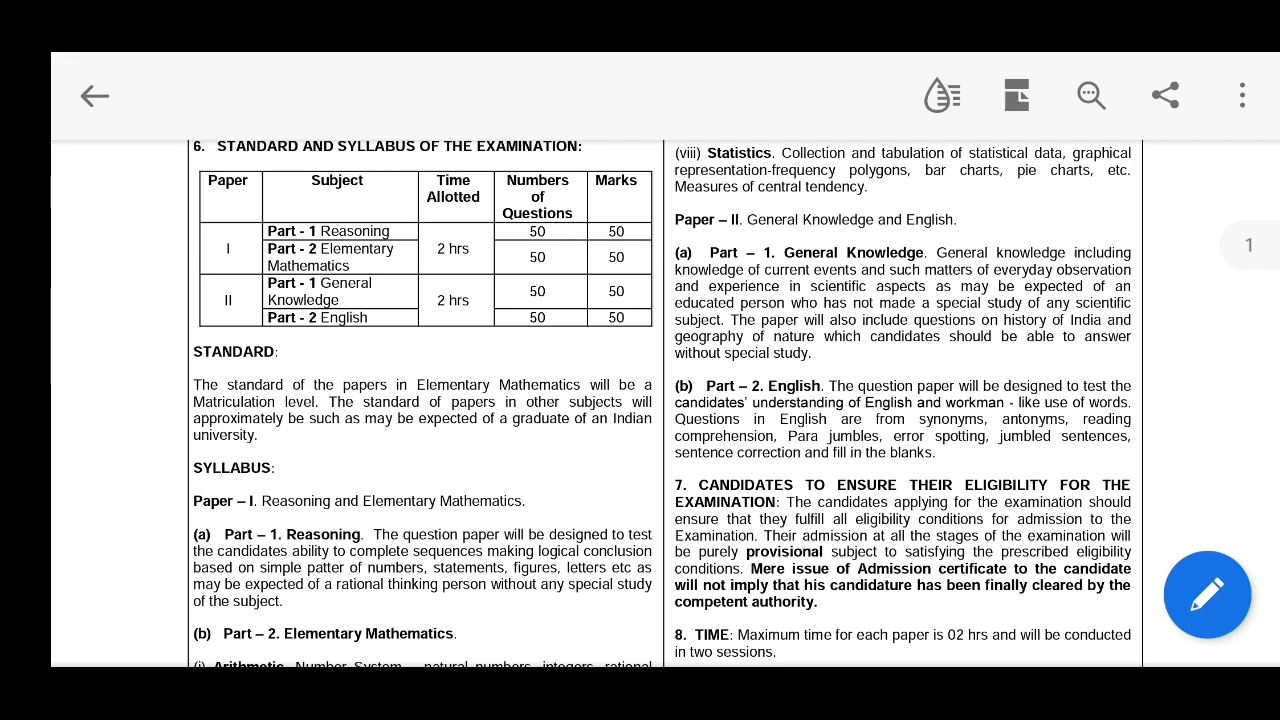 6. STANDARD AND SYLLABUS OF THE EXAMINATION:
Paper Subject Time Allotted Numbers of Questions Marks
I Part - 1 Reasoning 2 hrs 50 50
Part - 2 Elementary Mathematics 50 50
II Part - 1 General Knowledge 2 hrs 50 50
Part - 2 English 50 50
STANDARD:
The standard of the papers in Elementary Mathematics will be a
Matriculation level. The standard of papers in other subjects will
approximately be such as may be expected of a graduate of an Indian
university.
SYLLABUS:
Paper – I. Reasoning and Elementary Mathematics.
(a) Part – 1. Reasoning. The question paper will be designed to test
the candidates ability to complete sequences making logical conclusion
based on simple patter of numbers, statements, figures, letters etc as
may be expected of a rational thinking person without any special study
of the subject.
(b) Part – 2. Elementary Mathematics.
(i) Arithmetic. Number System – natural numbers, integers, rational
(viii) Statistics. Collection and tabulation of statistical data, graphical
representation-frequency polygons, bar charts, pie charts, etc.
Measures of central tendency.
Paper – II. General Knowledge and English.
(a) Part – 1. General Knowledge. General knowledge including
knowledge of current events and such matters of everyday observation
and experience in scientific aspects as may be expected of an
educated person who has not made a special study of any scientific
subject. The paper will also include questions on history of India and
geography of nature which candidates should be able to answer
without special study.
(b) Part – 2. English. The question paper will be designed to test the
candidates' understanding of English and workman - like use of words.
Questions in English are from synonyms, antonyms, reading
comprehension, Para jumbles, error spotting, jumbled sentences,
sentence correction and fill in the blanks.
7. CANDIDATES TO ENSURE THEIR ELIGIBILITY FOR THE
EXAMINATION: The candidates applying for the examination should
ensure that they fulfill all eligibility conditions for admission to the
Examination. Their admission at all the stages of the examination will
be purely provisional subject to satisfying the prescribed eligibility
conditions. Mere issue of Admission certificate to the candidate
will not imply that his candidature has been finally cleared by the
competent authority.
8. TIME: Maximum time for each paper is 02 hrs and will be conducted
in two sessions.
1